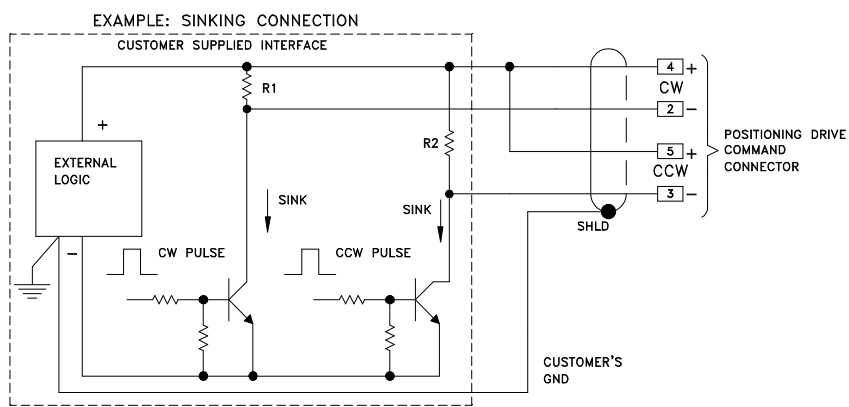 EXAMPLE: SINKING CONNECTION
CUSTOMER SUPPLIED INTERFACE
R1
4 +
CW
2 -
+
R2
5 +
CCW
3 -
POSITIONING DRIVE
COMMAND
CONNECTOR
EXTERNAL
LOGIC
SINK
SINK
SHLD
-
CW PULSE
CCW PULSE
CUSTOMER'S
GND